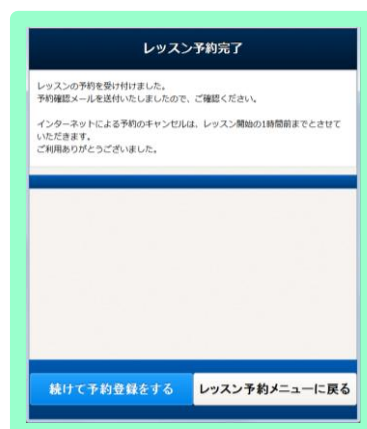 レッスン予約完了
レッスンの予約を受け付けました。
予約確認メールを送付いたしましたので、ご確認ください。
インターネットによる予約のキャンセルは、レッスン開始の1時間前までとさせて
いただきます。
ご利用ありがとうございました。
続けて予約登録をする
レッスン予約メニューに戻る